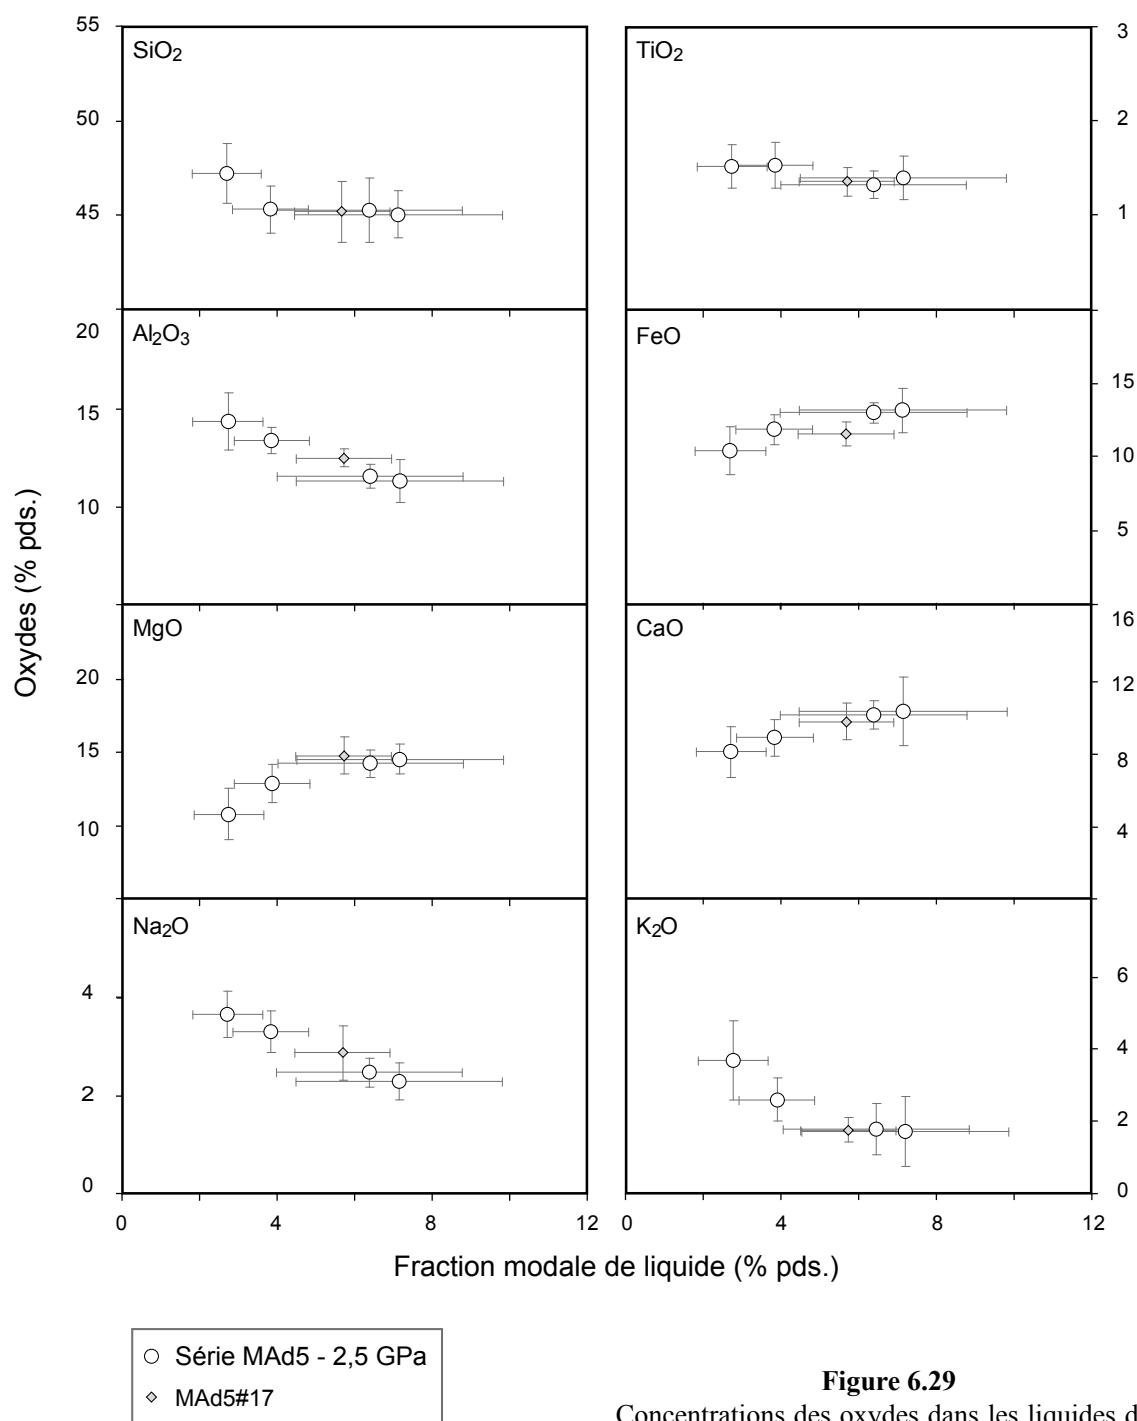 55
SiO2
50
45
TiO2
3
2
1
20
Al2O3
15
10
FeO
15
10
5
Oxydes (% pds.)
MgO
20
15
10
CaO
16
12
8
4
Na2O
4
2
0
K2O
6
4
2
0
0 4 8 12
0 4 8 12
Fraction modale de liquide (% pds.)
Série MAd5 - 2,5 GPa
MAd5#17
Figure 6.29
Concentrations des oxydes dans les liquides